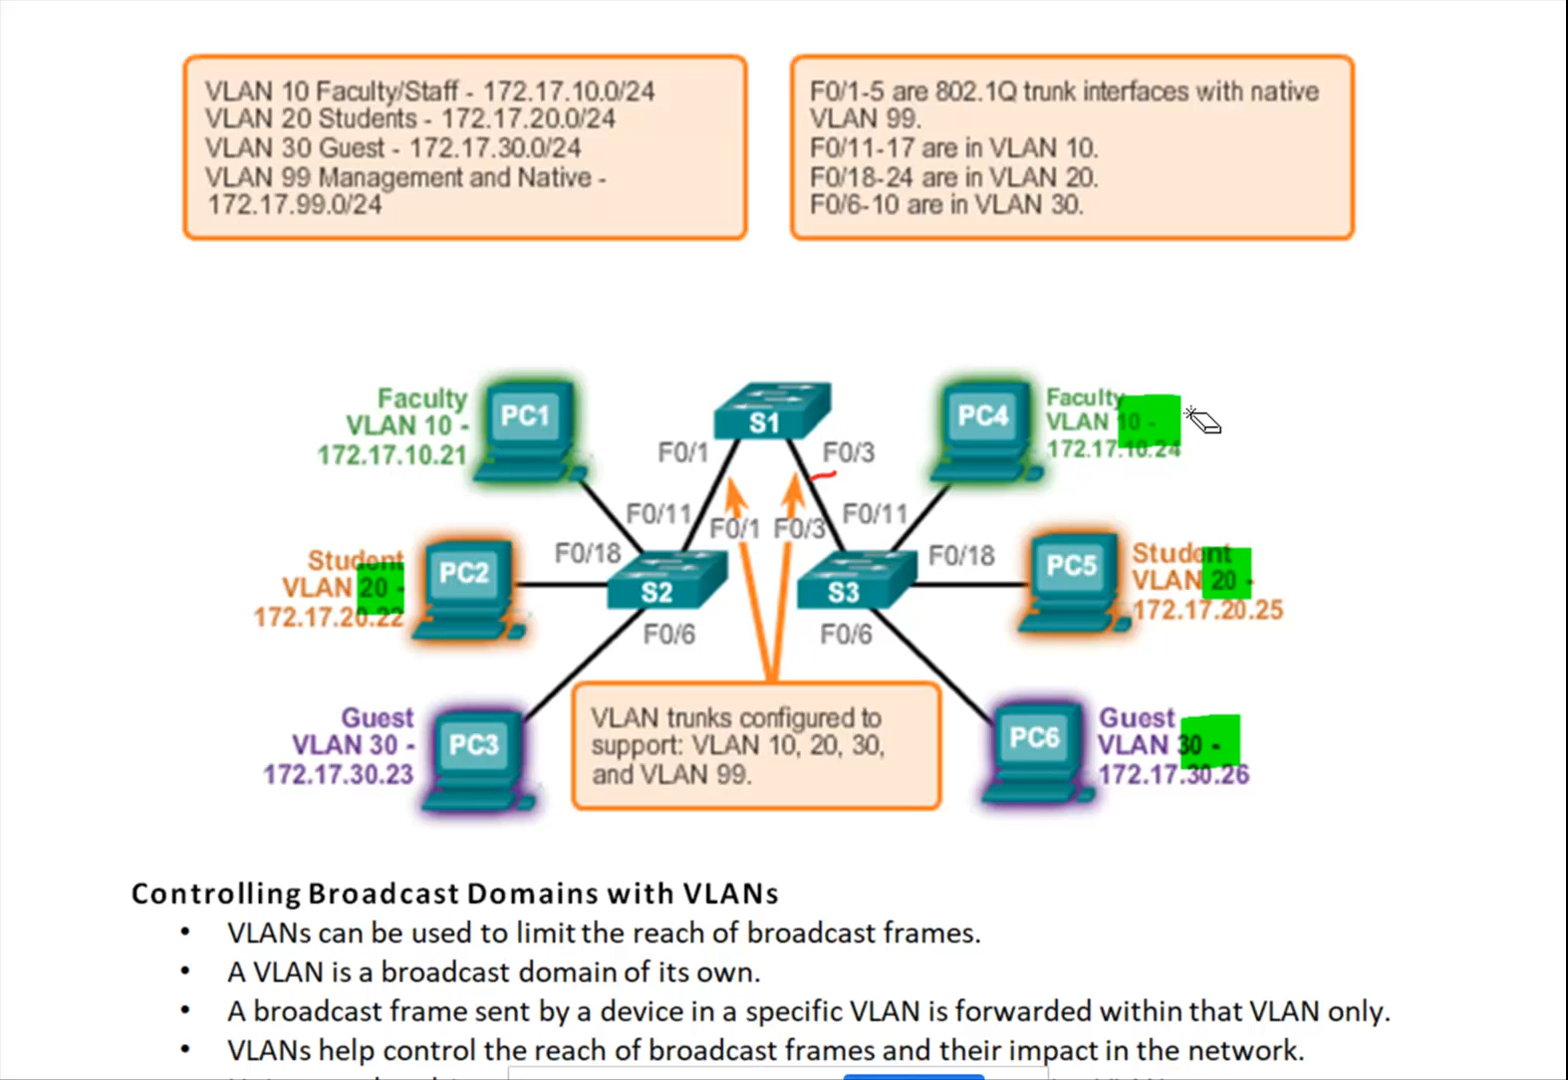 VLAN 10 Faculty/Staff - 172.17.10.0/24
VLAN 20 Students - 172.17.20.0/24
VLAN 30 Guest - 172.17.30.0/24
VLAN 99 Management and Native -
172.17.99.0/24
F0/1-5 are 802.1Q trunk interfaces with native
VLAN 99.
F0/11-17 are in VLAN 10.
F0/18-24 are in VLAN 20.
F0/6-10 are in VLAN 30.
Faculty
VLAN 10 -
172.17.10.21
PC1
S1
PC4
Faculty
VLAN 10 -
172.17.10.24
F0/1
F0/3
F0/11
F0/1
F0/3
F0/11
Student
VLAN 20 -
172.17.20.22
PC2
F0/18
S2
S3
F0/18
PC5
Student
VLAN 20 -
172.17.20.25
F0/6
F0/6
Guest
VLAN 30 -
172.17.30.23
PC3
VLAN trunks configured to
support: VLAN 10, 20, 30,
and VLAN 99.
PC6
Guest
VLAN 30 -
172.17.30.26
Controlling Broadcast Domains with VLANs
• VLANs can be used to limit the reach of broadcast frames.
• A VLAN is a broadcast domain of its own.
• A broadcast frame sent by a device in a specific VLAN is forwarded within that VLAN only.
• VLANs help control the reach of broadcast frames and their impact in the network.